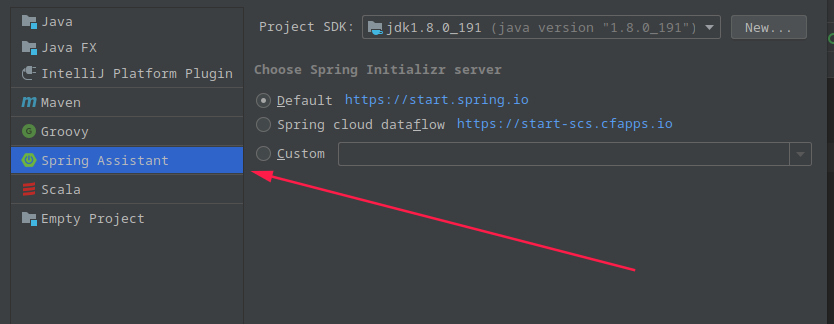 Java
Java FX
IntelliJ Platform Plugin
Maven
Groovy
Spring Assistant
Scala
Empty Project
Project SDK: jdk1.8.0_191 (java version "1.8.0_191") New...
Choose Spring Initializr server
Default https://start.spring.io
Spring cloud dataflow https://start-scs.cfapps.io
Custom